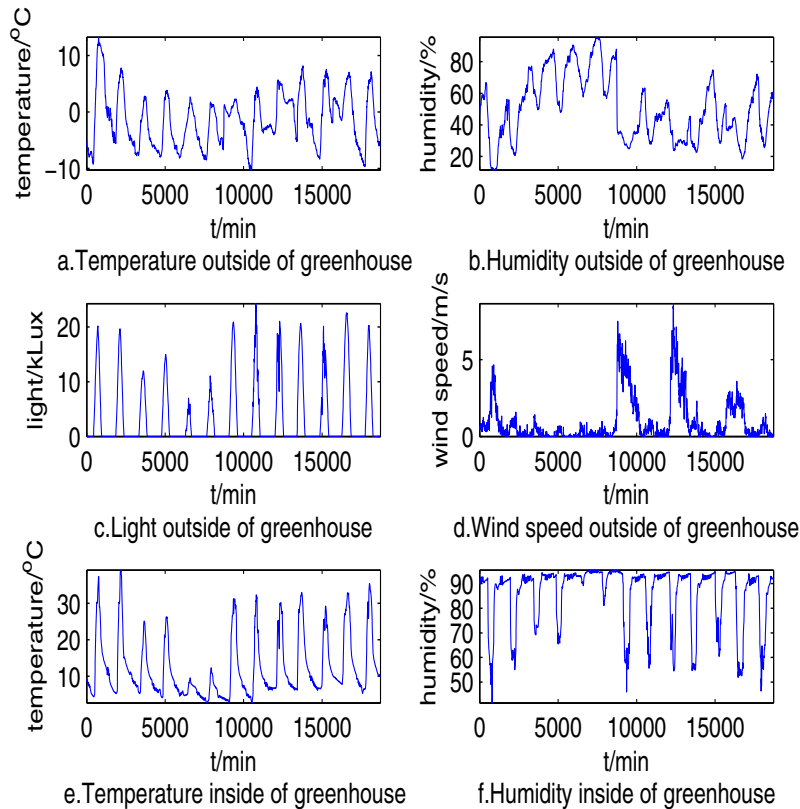 temperature/°C
10
0
−10
0 5000 10000 15000
t/min
a.Temperature outside of greenhouse
humidity/%
80
60
40
20
0 5000 10000 15000
t/min
b.Humidity outside of greenhouse
light/kLux
20
10
0
0 5000 10000 15000
t/min
c.Light outside of greenhouse
wind speed/m/s
5
0
0 5000 10000 15000
t/min
d.Wind speed outside of greenhouse
temperature/°C
30
20
10
0 5000 10000 15000
t/min
e.Temperature inside of greenhouse
humidity/%
90
80
70
60
50
0 5000 10000 15000
t/min
f.Humidity inside of greenhouse